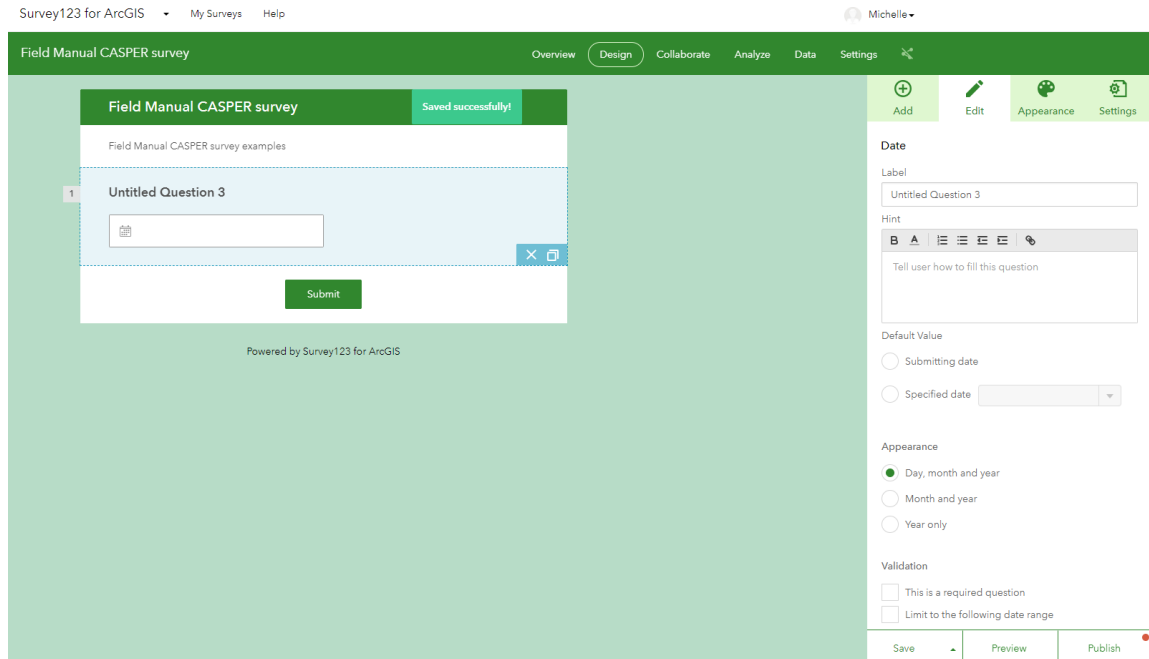 Survey123 for ArcGIS My Surveys Help Michelle
Field Manual CASPER survey Overview Design Collaborate Analyze Data Settings
Add Edit Appearance Settings
Field Manual CASPER survey Saved successfully!
Field Manual CASPER survey examples
1 Untitled Question 3
Submit
Powered by Survey123 for ArcGIS
Date
Label
Untitled Question 3
Hint
B A
Tell user how to fill this question
Default Value
Submitting date
Specified date
Appearance
Day, month and year
Month and year
Year only
Validation
This is a required question
Limit to the following date range
Save Preview Publish